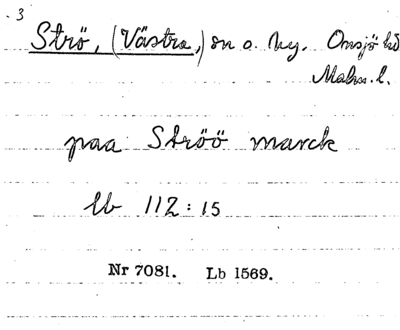 3
Strö, (Västra,) sn o. by. Onsjö hd
Malm. l.
paa Ströö marck
lb 112:15
Nr 7081. Lb 1569.